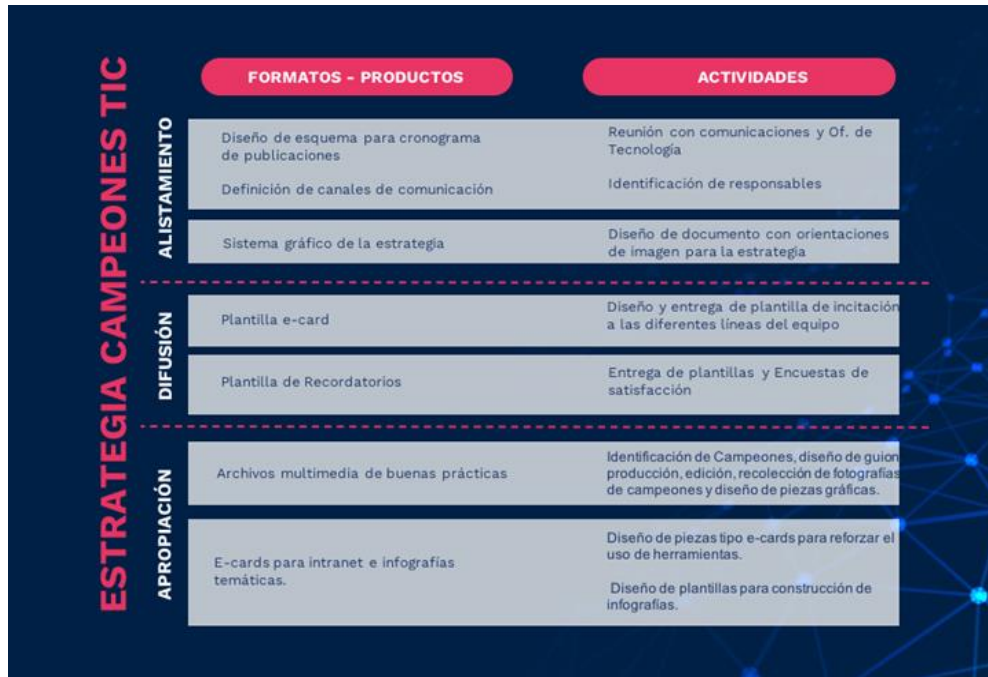 ESTRATEGIA CAMPEONES TIC
FORMATOS - PRODUCTOS
ACTIVIDADES
ALISTAMIENTO
Diseño de esquema para cronograma
de publicaciones
Definición de canales de comunicación
Reunión con comunicaciones y Of. de
Tecnología
Identificación de responsables
Sistema gráfico de la estrategia
Diseño de documento con orientaciones
de imagen para la estrategia
DIFUSIÓN
Plantilla e-card
Diseño y entrega de plantilla de incitación
a las diferentes líneas del equipo
Plantilla de Recordatorios
Entrega de plantillas y Encuestas de
satisfacción
APROPIACIÓN
Archivos multimedia de buenas prácticas
Identificación de Campeones, diseño de guion
producción, edición, recolección de fotografías
de campeones y diseño de piezas gráficas.
E-cards para intranet e infografías
temáticas.
Diseño de piezas tipo e-cards para reforzar el
uso de herramientas.
Diseño de plantillas para construcción de
infografías.